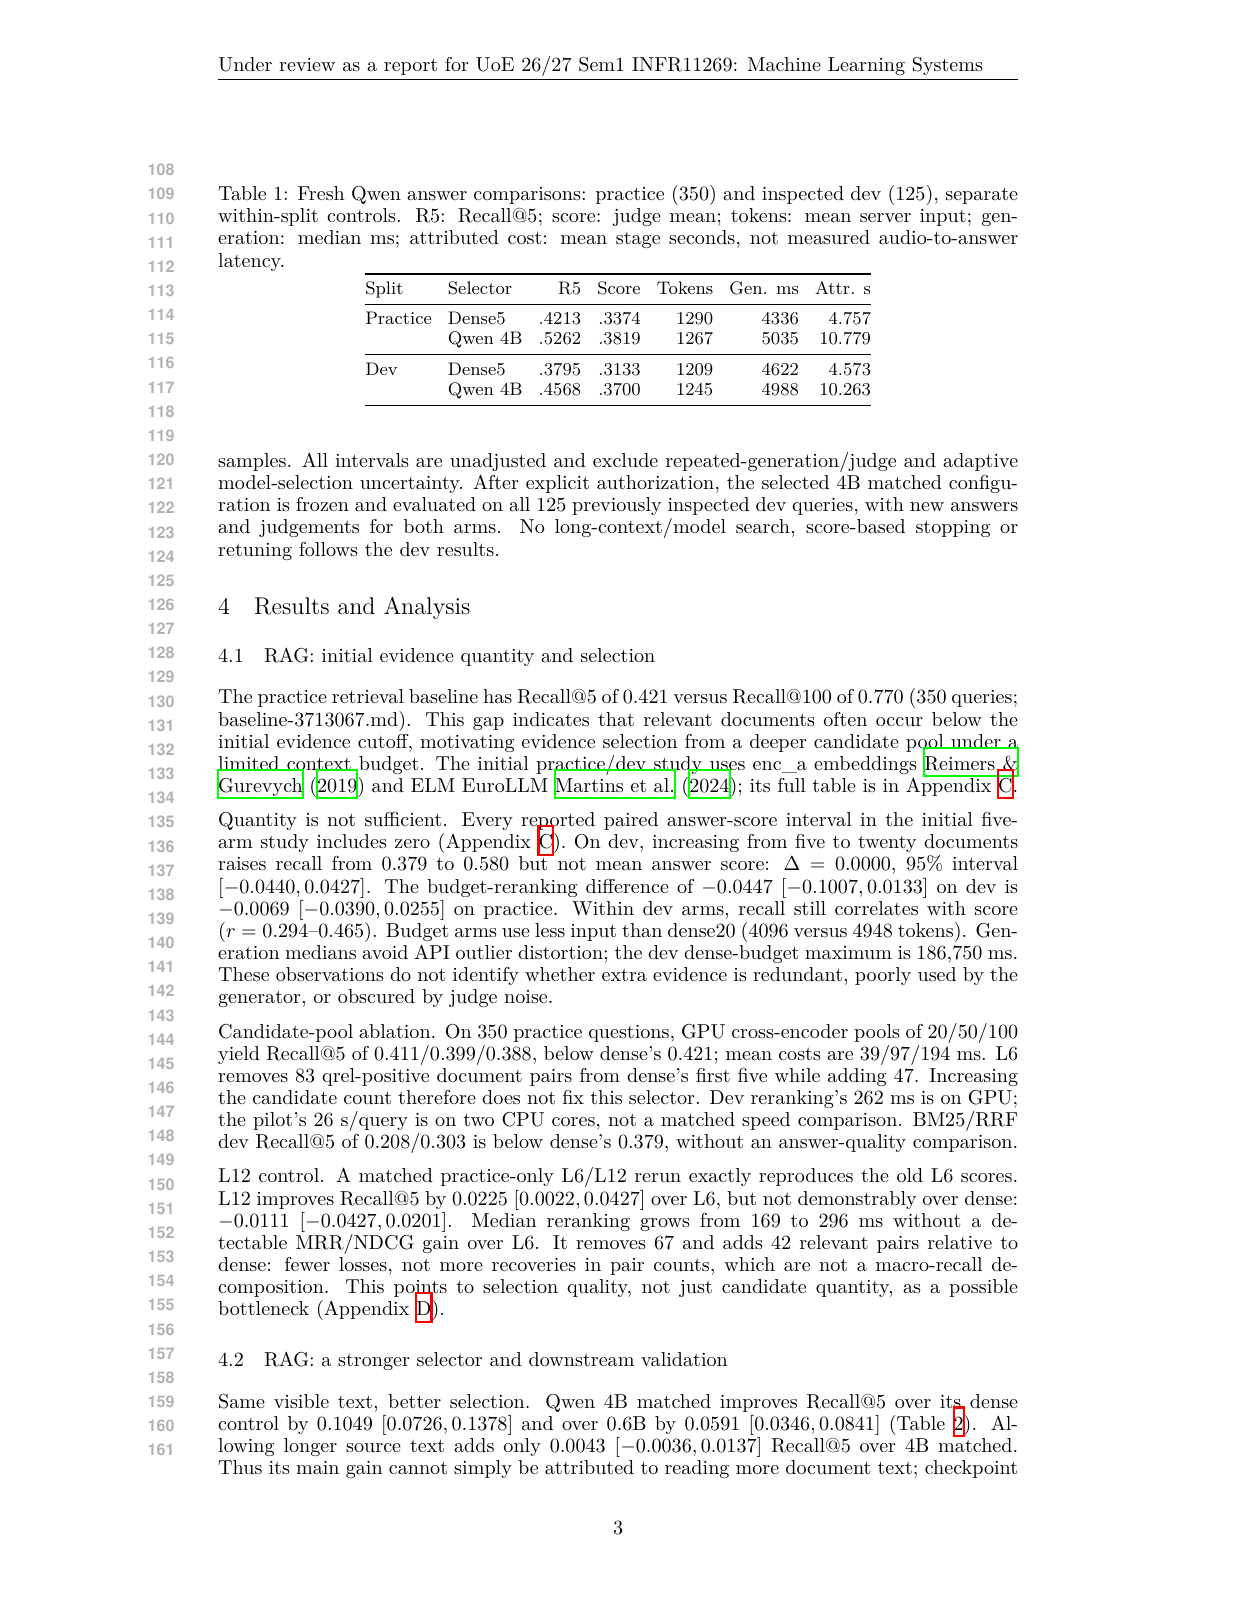 Under review as a report for UoE 26/27 Sem1 INFR11269: Machine Learning Systems
108
109 Table 1: Fresh Qwen answer comparisons: practice (350) and inspected dev (125), separate
110 within-split controls. R5: Recall@5; score: judge mean; tokens: mean server input; gen-
111 eration: median ms; attributed cost: mean stage seconds, not measured audio-to-answer
112 latency.
113 Split Selector R5 Score Tokens Gen. ms Attr. s
114 Practice Dense5 .4213 .3374 1290 4336 4.757
115 Qwen 4B .5262 .3819 1267 5035 10.779
116 Dev Dense5 .3795 .3133 1209 4622 4.573
117 Qwen 4B .4568 .3700 1245 4988 10.263
118
119
120 samples. All intervals are unadjusted and exclude repeated-generation/judge and adaptive
121 model-selection uncertainty. After explicit authorization, the selected 4B matched configu-
122 ration is frozen and evaluated on all 125 previously inspected dev queries, with new answers
123 and judgements for both arms. No long-context/model search, score-based stopping or
124 retuning follows the dev results.
125
126 4 Results and Analysis
127
128 4.1 RAG: initial evidence quantity and selection
129
130 The practice retrieval baseline has Recall@5 of 0.421 versus Recall@100 of 0.770 (350 queries;
131 baseline-3713067.md). This gap indicates that relevant documents often occur below the
132 initial evidence cutoff, motivating evidence selection from a deeper candidate pool under a
133 limited context budget. The initial practice/dev study uses enc_a embeddings Reimers &
134 Gurevych (2019) and ELM EuroLLM Martins et al. (2024); its full table is in Appendix C.
135 Quantity is not sufficient. Every reported paired answer-score interval in the initial five-
136 arm study includes zero (Appendix C). On dev, increasing from five to twenty documents
137 raises recall from 0.379 to 0.580 but not mean answer score: Δ = 0.0000, 95% interval
138 [−0.0440, 0.0427]. The budget-reranking difference of −0.0447 [−0.1007, 0.0133] on dev is
139 −0.0069 [−0.0390, 0.0255] on practice. Within dev arms, recall still correlates with score
140 (r = 0.294–0.465). Budget arms use less input than dense20 (4096 versus 4948 tokens). Gen-
141 eration medians avoid API outlier distortion; the dev dense-budget maximum is 186,750 ms.
142 These observations do not identify whether extra evidence is redundant, poorly used by the
143 generator, or obscured by judge noise.
144 Candidate-pool ablation. On 350 practice questions, GPU cross-encoder pools of 20/50/100
145 yield Recall@5 of 0.411/0.399/0.388, below dense's 0.421; mean costs are 39/97/194 ms. L6
146 removes 83 qrel-positive document pairs from dense's first five while adding 47. Increasing
147 the candidate count therefore does not fix this selector. Dev reranking's 262 ms is on GPU;
148 the pilot's 26 s/query is on two CPU cores, not a matched speed comparison. BM25/RRF
149 dev Recall@5 of 0.208/0.303 is below dense's 0.379, without an answer-quality comparison.
150 L12 control. A matched practice-only L6/L12 rerun exactly reproduces the old L6 scores.
151 L12 improves Recall@5 by 0.0225 [0.0022, 0.0427] over L6, but not demonstrably over dense:
152 −0.0111 [−0.0427, 0.0201]. Median reranking grows from 169 to 296 ms without a de-
153 tectable MRR/NDCG gain over L6. It removes 67 and adds 42 relevant pairs relative to
154 dense: fewer losses, not more recoveries in pair counts, which are not a macro-recall de-
155 composition. This points to selection quality, not just candidate quantity, as a possible
156 bottleneck (Appendix D).
157 4.2 RAG: a stronger selector and downstream validation
158
159 Same visible text, better selection. Qwen 4B matched improves Recall@5 over its dense
160 control by 0.1049 [0.0726, 0.1378] and over 0.6B by 0.0591 [0.0346, 0.0841] (Table 2). Al-
161 lowing longer source text adds only 0.0043 [−0.0036, 0.0137] Recall@5 over 4B matched.
Thus its main gain cannot simply be attributed to reading more document text; checkpoint
3